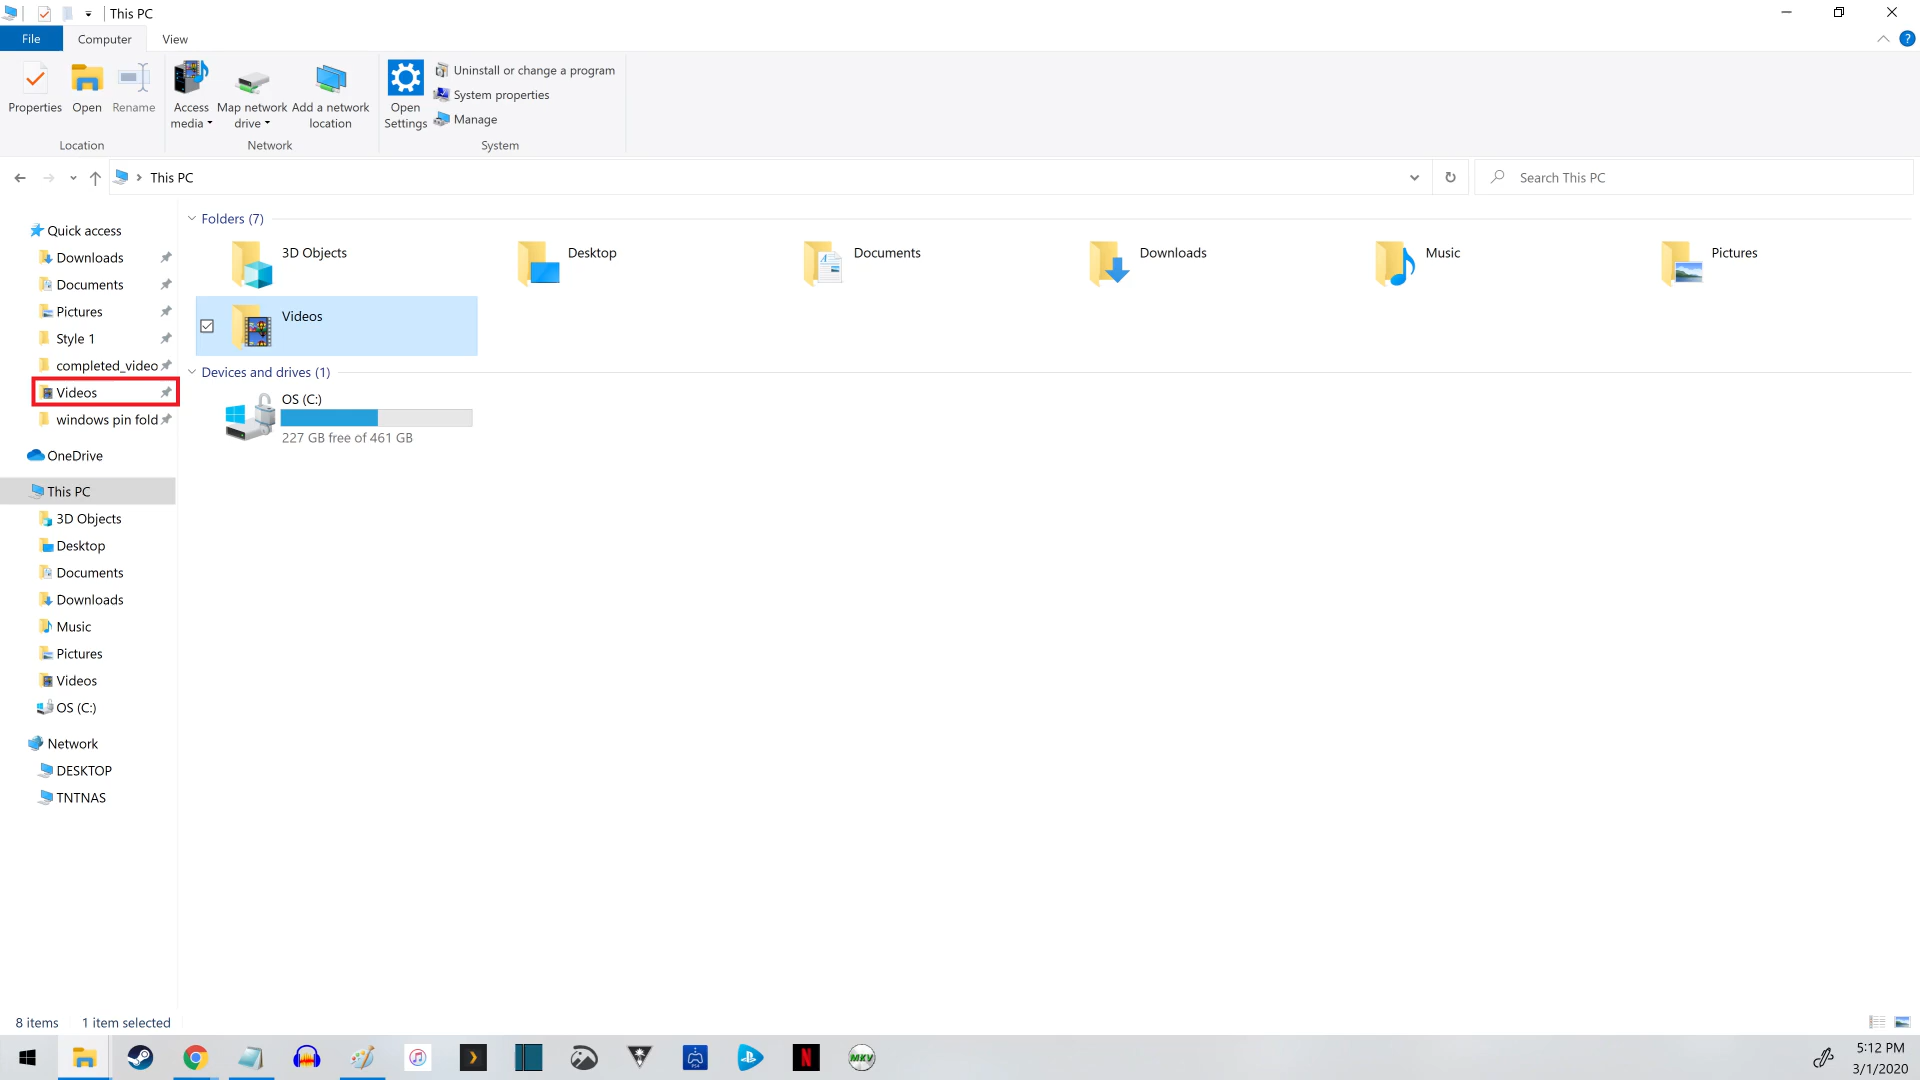 This PC
File
Computer
View
Properties
Open
Rename
Access media
Map network drive
Add a network location
Open Settings
Uninstall or change a program
System properties
Manage
Location
Network
System
This PC
Search This PC
Quick access
Downloads
Documents
Pictures
Style 1
completed_video
Videos
windows pin fold
OneDrive
This PC
3D Objects
Desktop
Documents
Downloads
Music
Pictures
Videos
OS (C:)
Network
DESKTOP
TNTNAS
Folders (7)
3D Objects
Desktop
Documents
Downloads
Music
Pictures
Videos
Devices and drives (1)
OS (C:)
227 GB free of 461 GB
8 items
1 item selected
PS4
N
MKV
5:12 PM
3/1/2020